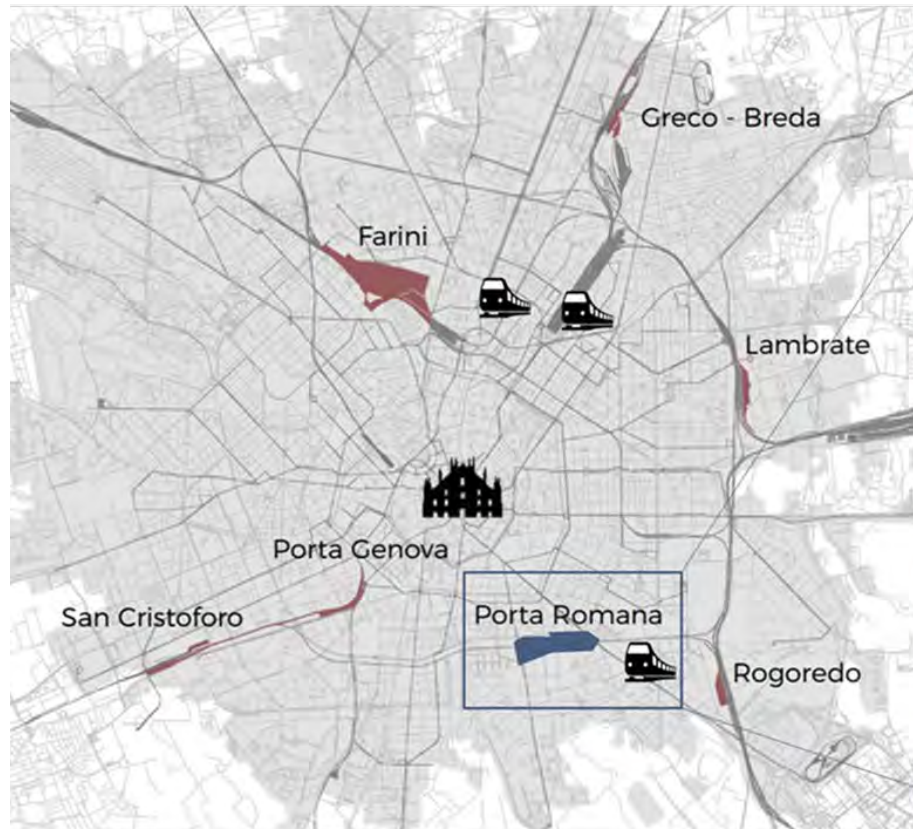 Greco - Breda
Farini
Lambrate
Porta Genova
San Cristoforo
Porta Romana
Rogoredo